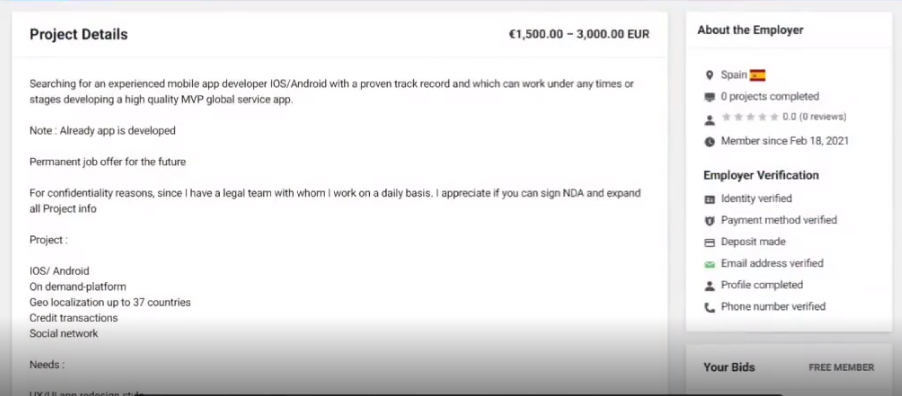 Project Details
€1,500.00 – 3,000.00 EUR
Searching for an experienced mobile app developer IOS/Android with a proven track record and which can work under any times or
stages developing a high quality MVP global service app.
Note : Already app is developed
Permanent job offer for the future
For confidentiality reasons, since I have a legal team with whom I work on a daily basis. I appreciate if you can sign NDA and expand
all Project info
Project :
IOS/ Android
On demand-platform
Geo localization up to 37 countries
Credit transactions
Social network
Needs :
UX/UI app redesign style
About the Employer
Spain
0 projects completed
0.0 (0 reviews)
Member since Feb 18, 2021
Employer Verification
Identity verified
Payment method verified
Deposit made
Email address verified
Profile completed
Phone number verified
Your Bids
FREE MEMBER